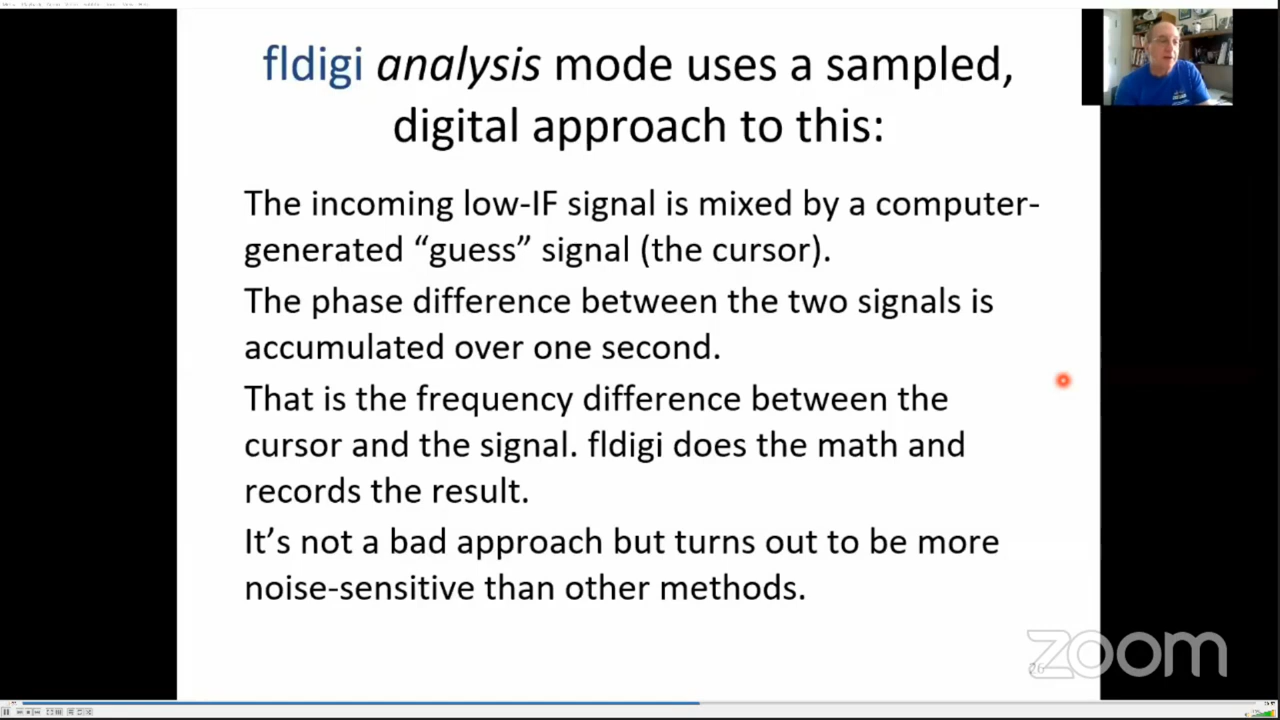 fldigi analysis mode uses a sampled,
digital approach to this:
The incoming low-IF signal is mixed by a computer-
generated “guess” signal (the cursor).
The phase difference between the two signals is
accumulated over one second.
That is the frequency difference between the
cursor and the signal. fldigi does the math and
records the result.
It’s not a bad approach but turns out to be more
noise-sensitive than other methods.
26
zoom